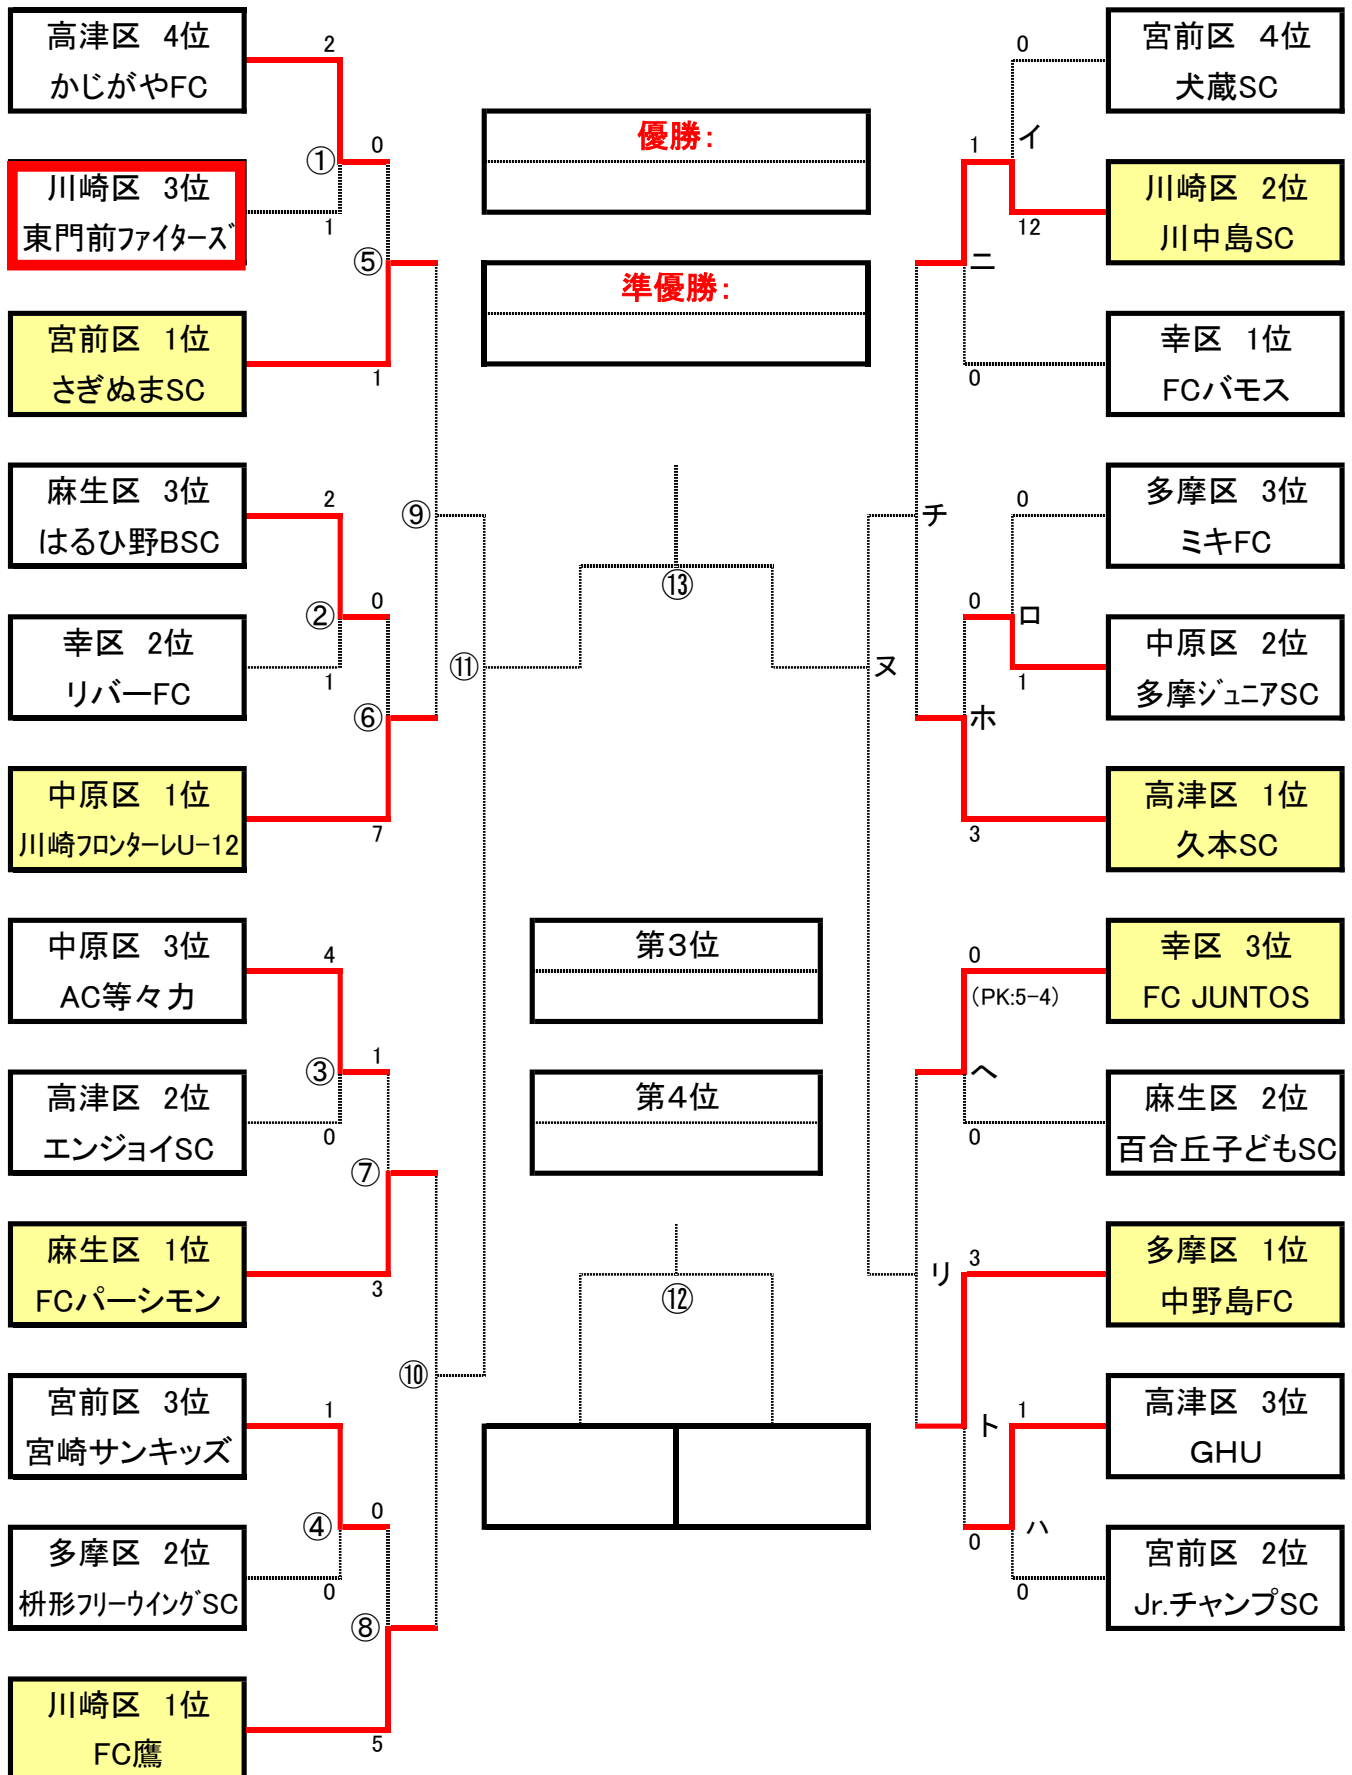 高津区 4位
かじがやFC
2
①
0
川崎区 3位
東門前ファイターズ
1
⑤
宮前区 1位
さぎぬまSC
1
麻生区 3位
はるひ野BSC
2
⑨
②
0
幸区 2位
リバーFC
1
⑪
⑥
中原区 1位
川崎フロンターレU-12
7
中原区 3位
AC等々力
4
③
1
高津区 2位
エンジョイSC
0
⑦
麻生区 1位
FCパーシモン
3
⑩
宮前区 3位
宮崎サンキッズ
1
④
0
多摩区 2位
枡形フリーウイングSC
0
⑧
川崎区 1位
FC鷹
5
優勝:
準優勝:
⑬
第3位
第4位
⑫
0
宮前区 4位
犬蔵SC
1
イ
川崎区 2位
川中島SC
12
ニ
幸区 1位
FCバモス
0
多摩区 3位
ミキFC
0
チ
0
ロ
中原区 2位
多摩ジュニアSC
1
ヌ
ホ
高津区 1位
久本SC
3
幸区 3位
FC JUNTOS
0
(PK:5-4)
ヘ
麻生区 2位
百合丘子どもSC
0
多摩区 1位
中野島FC
3
リ
高津区 3位
GHU
1
ト
0
ハ
宮前区 2位
Jr.チャンプSC
0